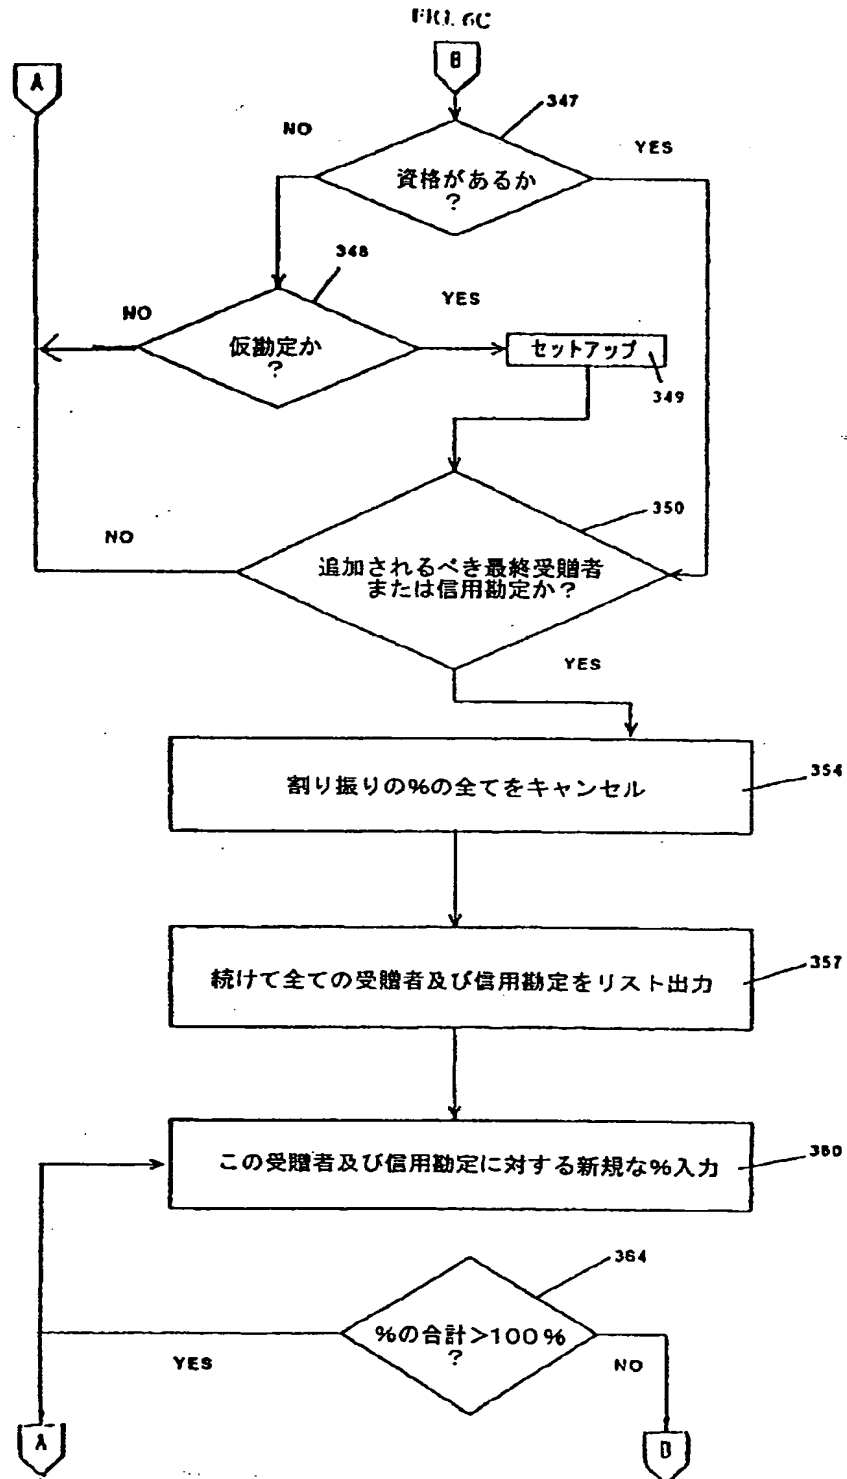 FIG. 6C
B
A
347
NO
YES
資格があるか
?
348
NO
YES
仮勘定か
?
セットアップ
349
350
NO
追加されるべき最終受贈者
または信用勘定か?
YES
割り振りの%の全てをキャンセル
354
続けて全ての受贈者及び信用勘定をリスト出力
357
この受贈者及び信用勘定に対する新規な%入力
360
364
%の合計>100%
?
YES
NO
A
D